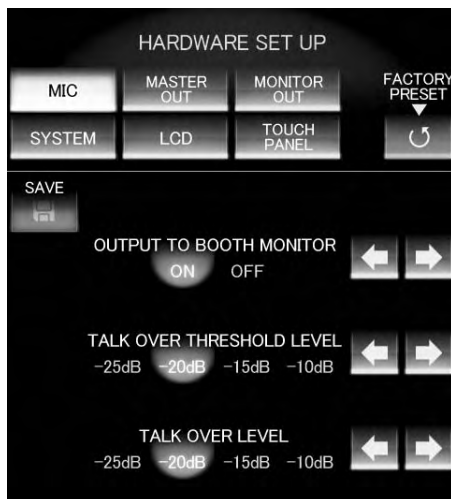 HARDWARE SET UP
MIC
MASTER
OUT
MONITOR
OUT
FACTORY
PRESET
SYSTEM
LCD
TOUCH
PANEL
SAVE
OUTPUT TO BOOTH MONITOR
ON OFF
TALK OVER THRESHOLD LEVEL
-25dB -20dB -15dB -10dB
TALK OVER LEVEL
-25dB -20dB -15dB -10dB